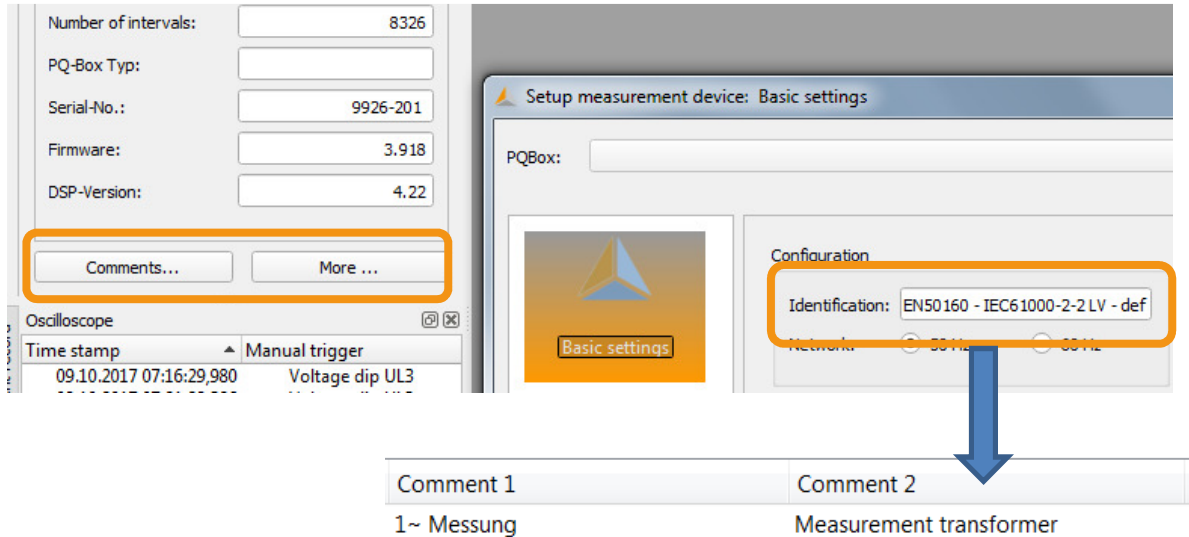 Number of intervals: 8326
PQ-Box Typ:
Serial-No.: 9926-201
Firmware: 3.918
DSP-Version: 4.22
Comments... More ...
Oscilloscope
Time stamp Manual trigger
09.10.2017 07:16:29,980 Voltage dip UL3
Setup measurement device: Basic settings
PQBox:
Basic settings
Configuration
Identification: EN50160 - IEC61000-2-2 LV - def
Comment 1 Comment 2
1~ Messung Measurement transformer